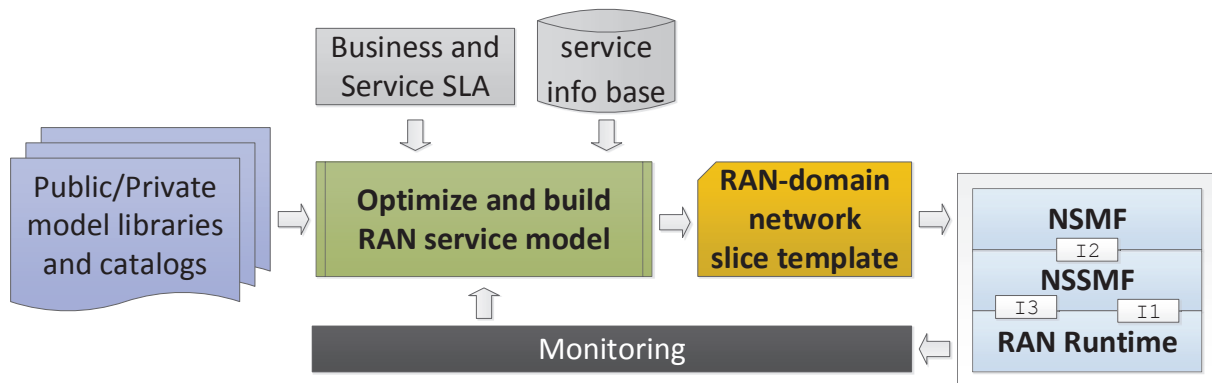 Business and
Service SLA
service
info base
Public/Private
model libraries
and catalogs
Optimize and build
RAN service model
RAN-domain
network
slice template
NSMF
I2
NSSMF
I3
I1
RAN Runtime
Monitoring